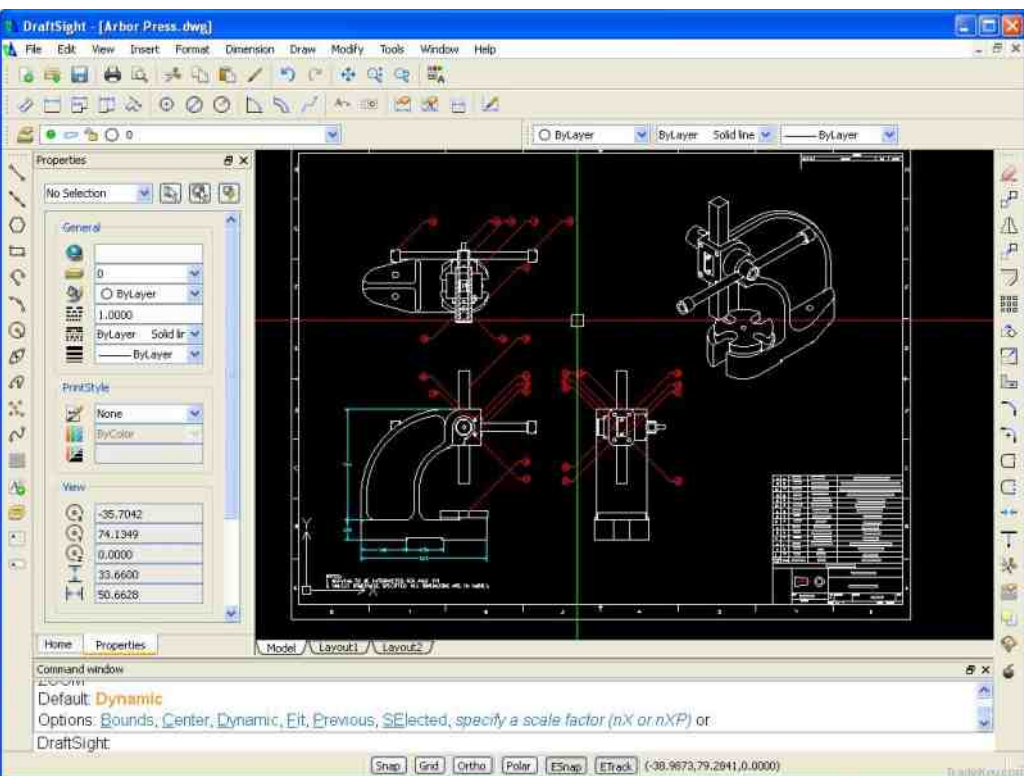 DraftSight - [Arbor Press.dwg]
File Edit View Insert Format Dimension Draw Modify Tools Window Help
0 ByLayer ByLayer Solid line ByLayer
Properties
No Selection
General
0
ByLayer
1.0000
ByLayer Solid lir
ByLayer
PrintStyle
None
ByColor
View
-35.7042
74.1349
0.0000
33.6600
50.6628
Home Properties
Model Layout1 Layout2
Command window
ZOOM
Default: Dynamic
Options: Bounds, Center, Dynamic, Fit, Previous, SElected, specify a scale factor (nX or nXP) or
DraftSight:
Snap Grid Ortho Polar ESnap ETrack (-38.9873,79.2841,0.0000)
TradeKey.com